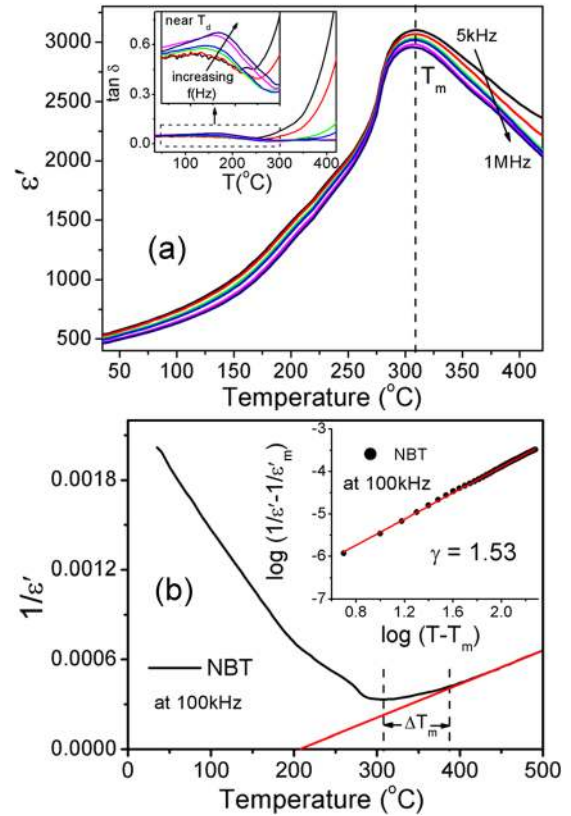 3000
2500
2000
1500
1000
500
ε′
(a)
near T_d
0.6
0.3
0.0
tan δ
increasing
f(Hz)
0 100 200 300 400
T(°C)
5kHz
T_m
1MHz
50 100 150 200 250 300 350 400
Temperature (°C)
0.0018
0.0012
0.0006
0.0000
1/ε′
(b)
NBT
at 100kHz
-3
-4
-5
-6
-7
log (1/ε′-1/ε′_m)
NBT
at 100kHz
γ = 1.53
0.8 1.2 1.6 2.0
log (T-T_m)
ΔT_m
0 100 200 300 400 500
Temperature (°C)